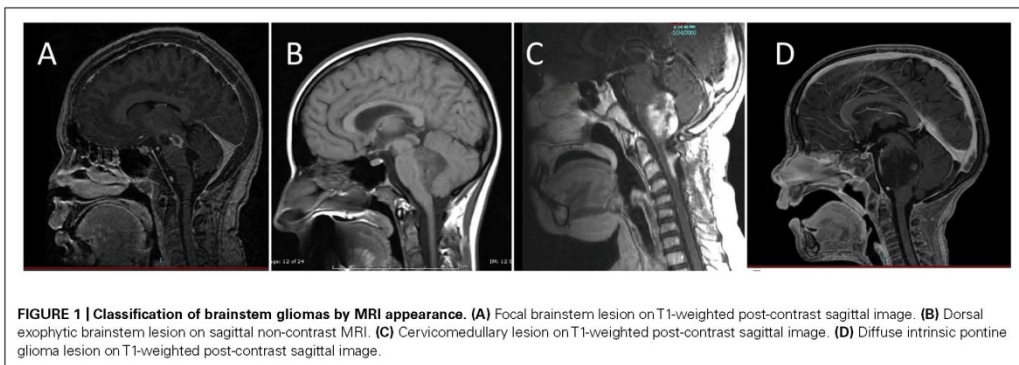 A
B
C
D
FIGURE 1 | Classification of brainstem gliomas by MRI appearance. (A) Focal brainstem lesion on T1-weighted post-contrast sagittal image. (B) Dorsal
exophytic brainstem lesion on sagittal non-contrast MRI. (C) Cervicomedullary lesion on T1-weighted post-contrast sagittal image. (D) Diffuse intrinsic pontine
glioma lesion on T1-weighted post-contrast sagittal image.